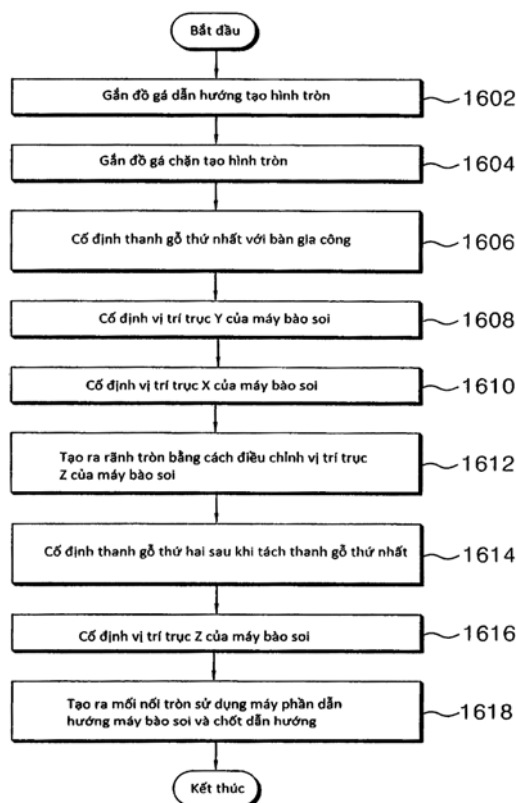 Bắt đầu
Gắn đồ gá dẫn hướng tạo hình tròn
1602
Gắn đồ gá chặn tạo hình tròn
1604
Cố định thanh gỗ thứ nhất với bàn gia công
1606
Cố định vị trí trục Y của máy bào soi
1608
Cố định vị trí trục X của máy bào soi
1610
Tạo ra rãnh tròn bằng cách điều chỉnh vị trí trục
Z của máy bào soi
1612
Cố định thanh gỗ thứ hai sau khi tách thanh gỗ thứ nhất
1614
Cố định vị trí trục Z của máy bào soi
1616
Tạo ra mối nối tròn sử dụng máy phần dẫn
hướng máy bào soi và chốt dẫn hướng
1618
Kết thúc